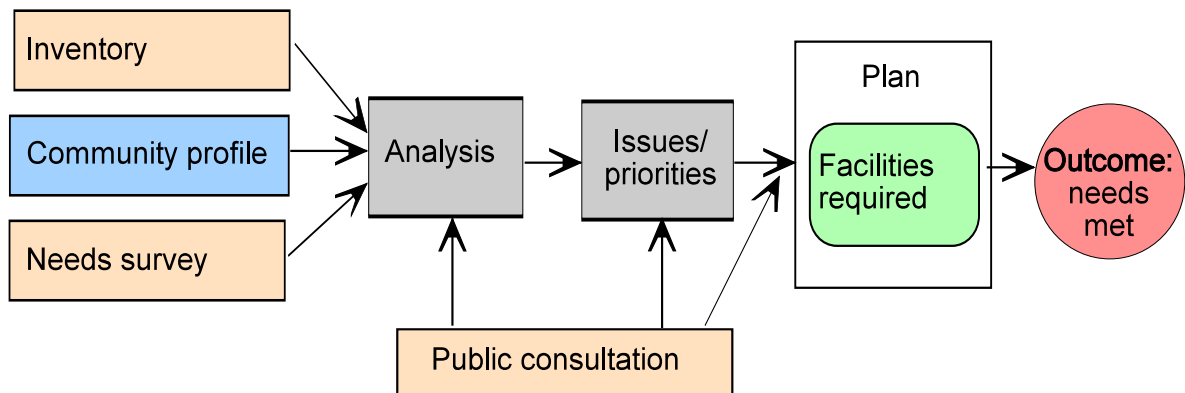 Inventory
Community profile
Needs survey
Analysis
Issues/
priorities
Public consultation
Plan
Facilities
required
Outcome:
needs
met